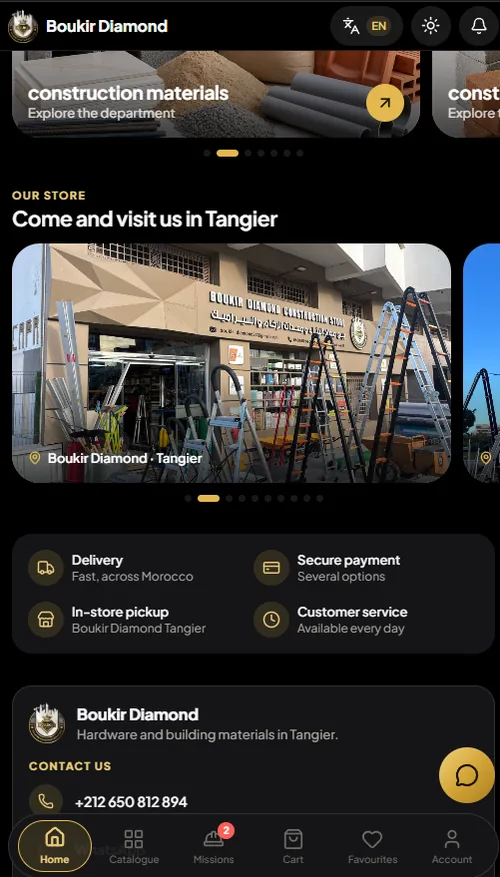 Boukir Diamond
EN
construction materials
Explore the department
const
Explore t
OUR STORE
Come and visit us in Tangier
BOUKIR DIAMOND CONSTRUCTION STORE
Boukir Diamond · Tangier
Delivery
Fast, across Morocco
Secure payment
Several options
In-store pickup
Boukir Diamond Tangier
Customer service
Available every day
Boukir Diamond
Hardware and building materials in Tangier.
CONTACT US
+212 650 812 894
2
Home
Catalogue
Missions
Cart
Favourites
Account